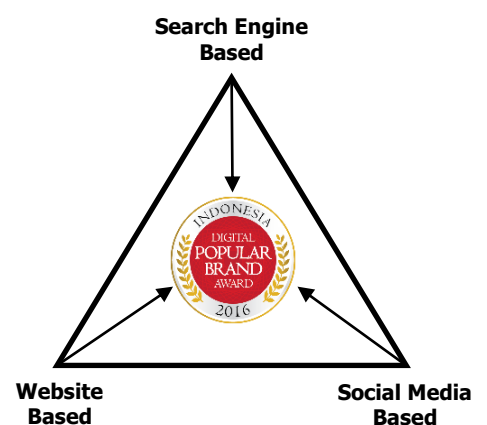 Search Engine
Based
INDONESIA
DIGITAL
POPULAR
BRAND
AWARD
2016
Website
Based
Social Media
Based